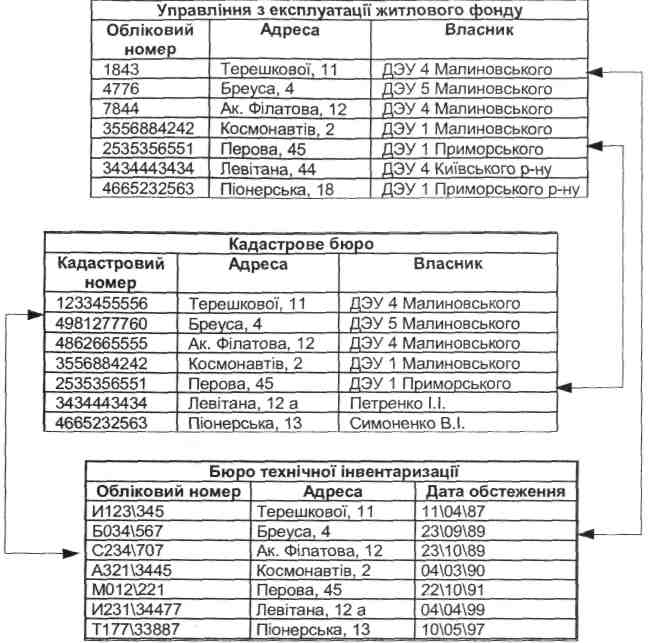 Управління з експлуатації житлового фонду
Обліковий номер Адреса Власник
1843 Терешкової, 11 ДЭУ 4 Малиновського
4776 Бреуса, 4 ДЭУ 5 Малиновського
7844 Ак. Філатова, 12 ДЭУ 4 Малиновського
3556884242 Космонавтів, 2 ДЭУ 1 Малиновського
2535356551 Перова, 45 ДЭУ 1 Приморського
3434443434 Левітана, 44 ДЭУ 4 Київського р-ну
4665232563 Піонерська, 18 ДЭУ 1 Приморського р-ну
Кадастрове бюро
Кадастровий номер Адреса Власник
1233455556 Терешкової, 11 ДЭУ 4 Малиновського
4981277760 Бреуса, 4 ДЭУ 5 Малиновського
4862665555 Ак. Філатова, 12 ДЭУ 4 Малиновського
3556884242 Космонавтів, 2 ДЭУ 1 Малиновського
2535356551 Перова, 45 ДЭУ 1 Приморського
3434443434 Левітана, 12 а Петренко І.І.
4665232563 Піонерська, 13 Симоненко В.І.
Бюро технічної інвентаризації
Обліковий номер Адреса Дата обстеження
И123\345 Терешкової, 11 11\04\87
Б034\567 Бреуса, 4 23\09\89
С234\707 Ак. Філатова, 12 23\10\89
А321\3445 Космонавтів, 2 04\03\90
М012\221 Перова, 45 22\10\91
И231\34477 Левітана, 12 а 04\04\99
Т177\33887 Піонерська, 13 10\05\97